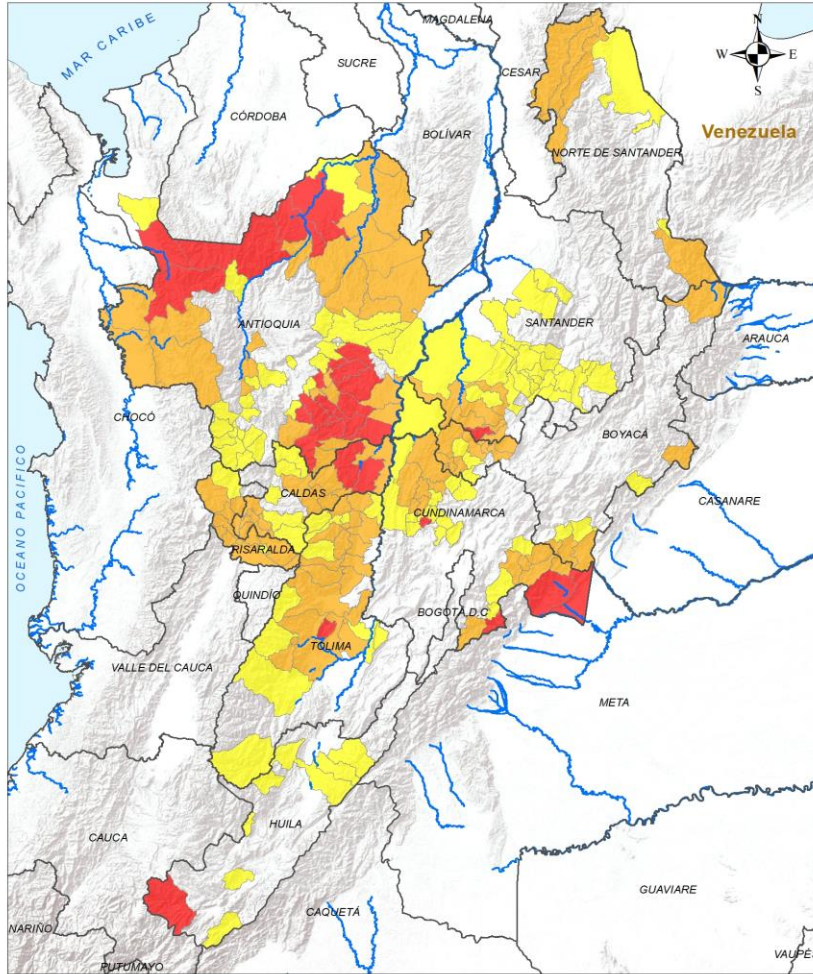 MAGDALENA
MAR CARIBE
SUCRE
CESAR
N
W E
S
CÓRDOBA
BOLÍVAR
Venezuela
NORTE DE SANTANDER
ANTIOQUIA
SANTANDER
ARAUCA
CHOCÓ
BOYACÁ
OCEANO PACIFICO
CALDAS
CUNDINAMARCA
CASANARE
RISARALDA
QUINDÍO
BOGOTÁ D.C
TOLIMA
VALLE DEL CAUCA
META
HUILA
CAUCA
GUAVIARE
CAQUETÁ
NARIÑO
PUTUMAYO
VAUPÉS